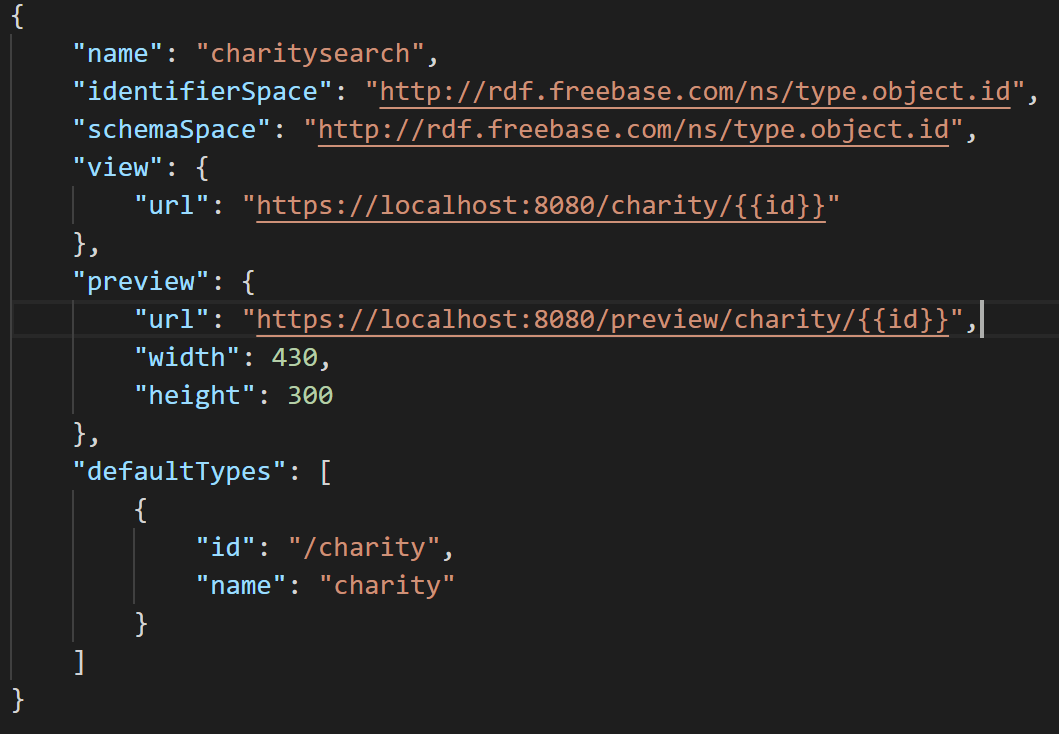 {
    "name": "charitysearch",
    "identifierSpace": "http://rdf.freebase.com/ns/type.object.id",
    "schemaSpace": "http://rdf.freebase.com/ns/type.object.id",
    "view": {
        "url": "https://localhost:8080/charity/{{id}}"
    },
    "preview": {
        "url": "https://localhost:8080/preview/charity/{{id}}",
        "width": 430,
        "height": 300
    },
    "defaultTypes": [
        {
            "id": "/charity",
            "name": "charity"
        }
    ]
}